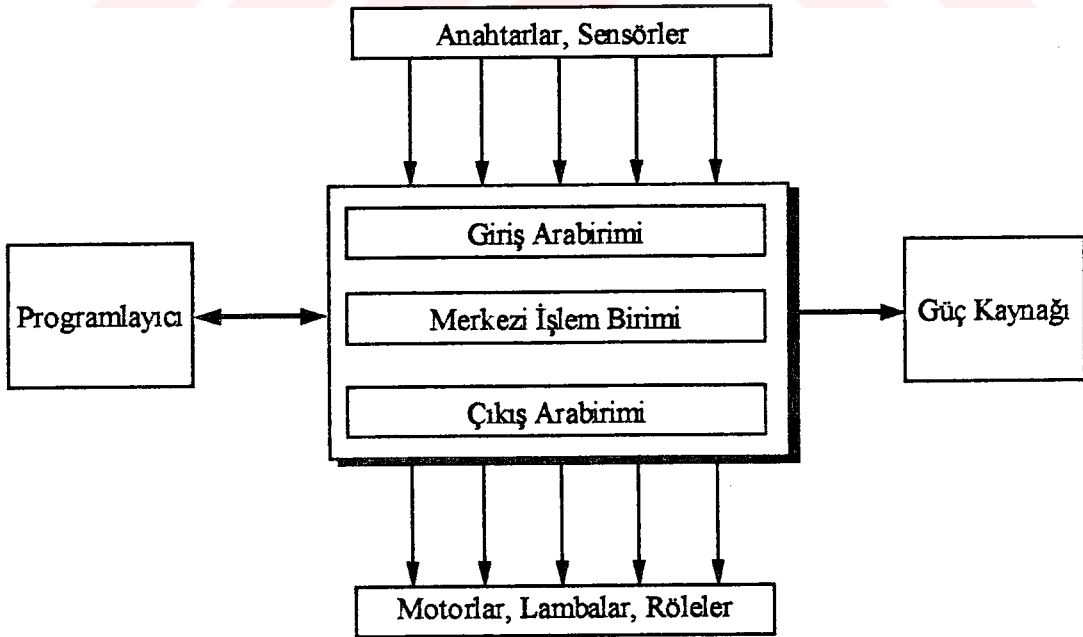 Anahtarlar, Sensörler
Giriş Arabirimi
Programlayıcı
Merkezi İşlem Birimi
Güç Kaynağı
Çıkış Arabirimi
Motorlar, Lambalar, Röleler